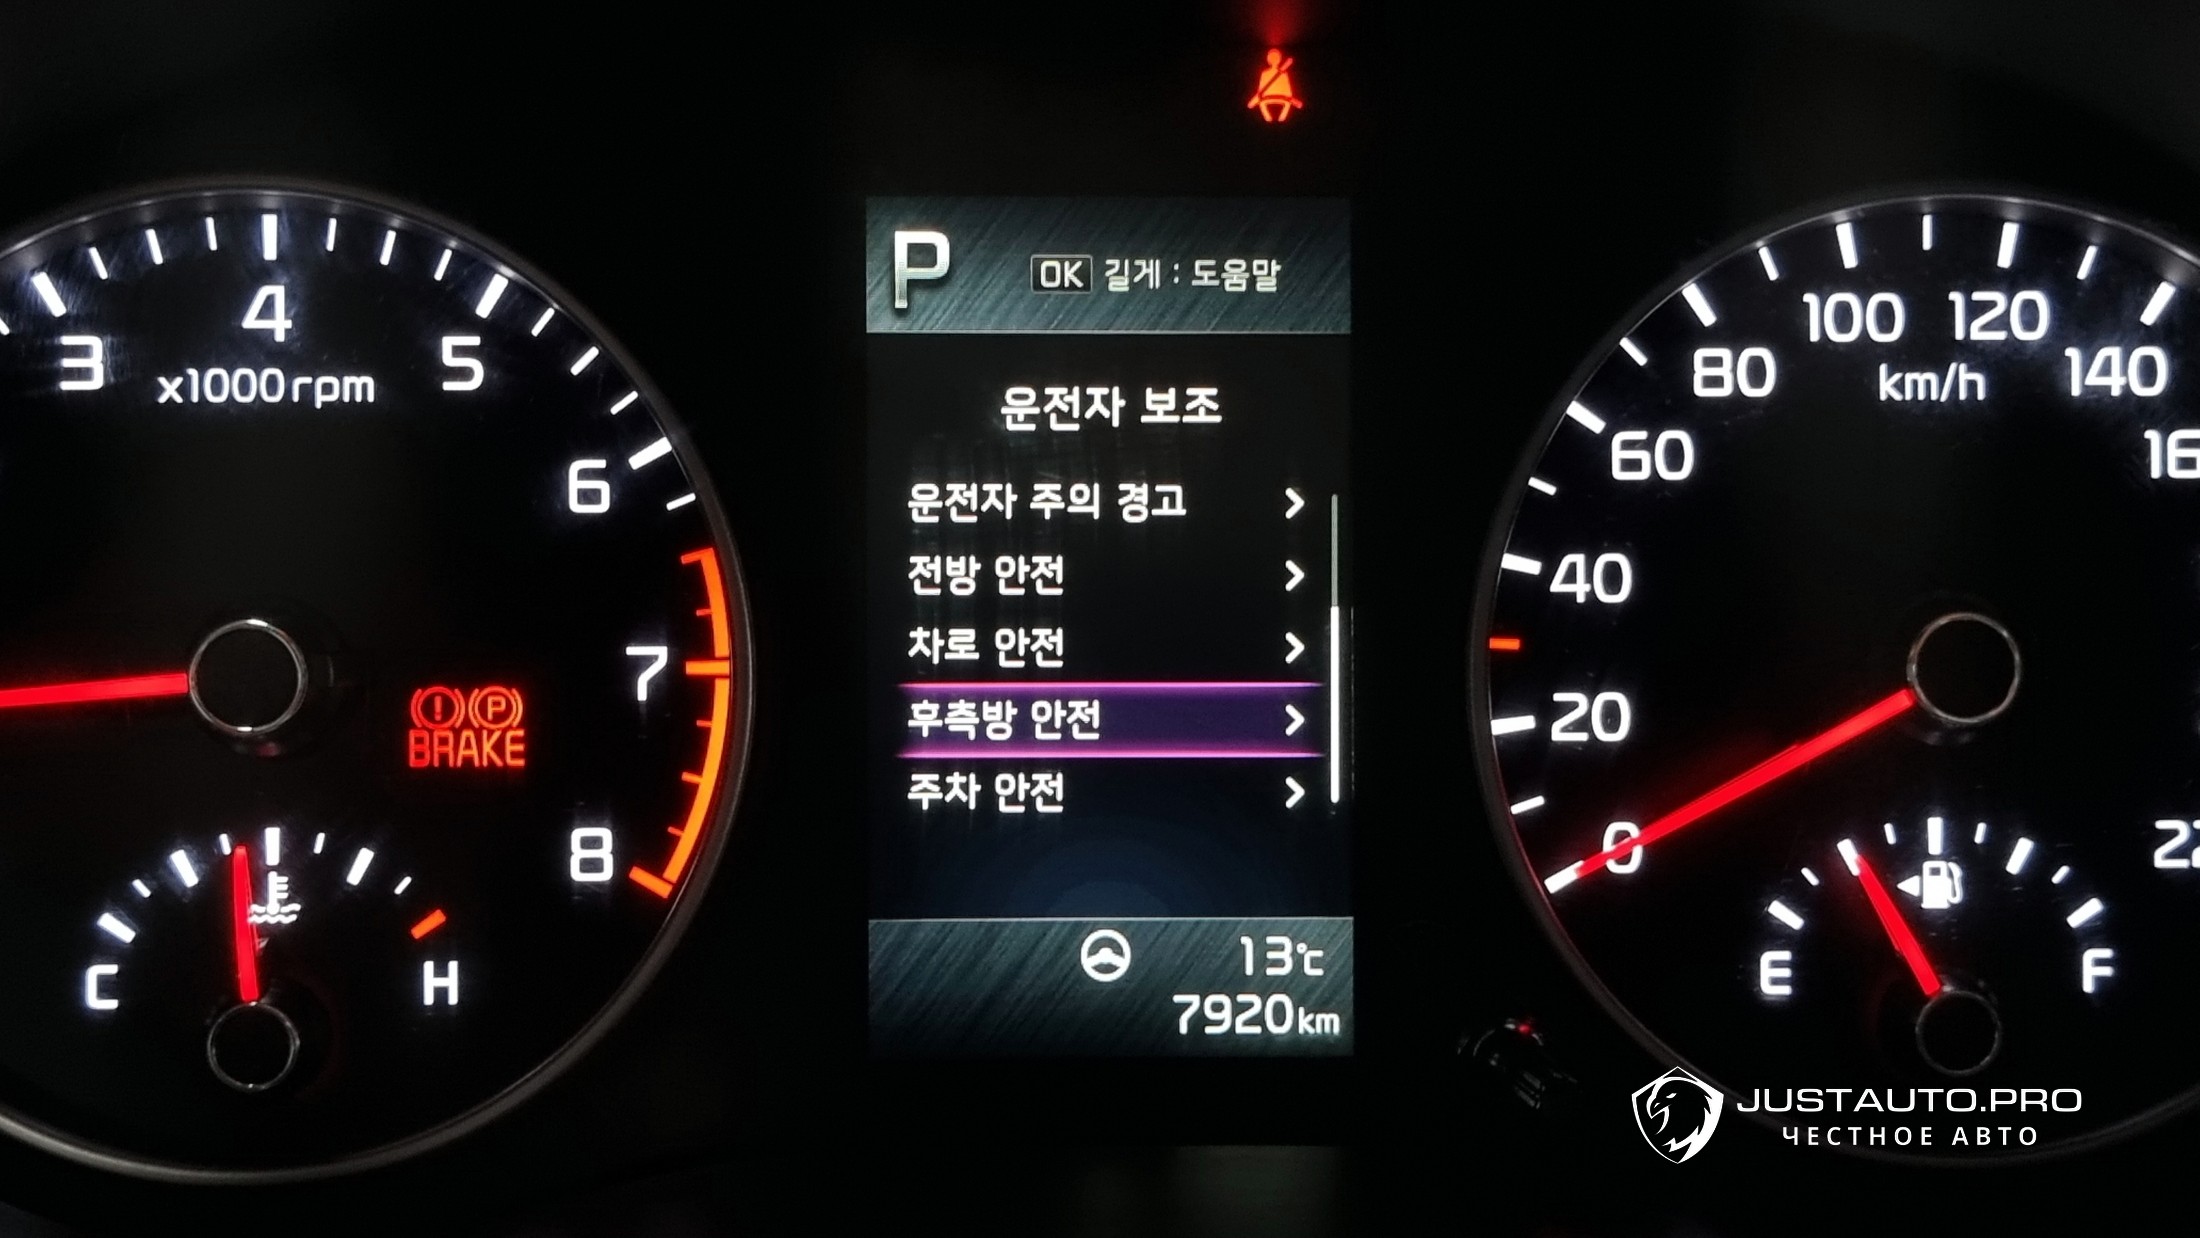 P
OK 길게 : 도움말
운전자 보조
운전자 주의 경고
전방 안전
차로 안전
후측방 안전
주차 안전
13℃
7920km
3
4
5
6
7
8
x1000rpm
BRAKE
C
H
0
20
40
60
80
100
120
140
km/h
E
F
JUSTAUTO.PRO
ЧЕСТНОЕ АВТО